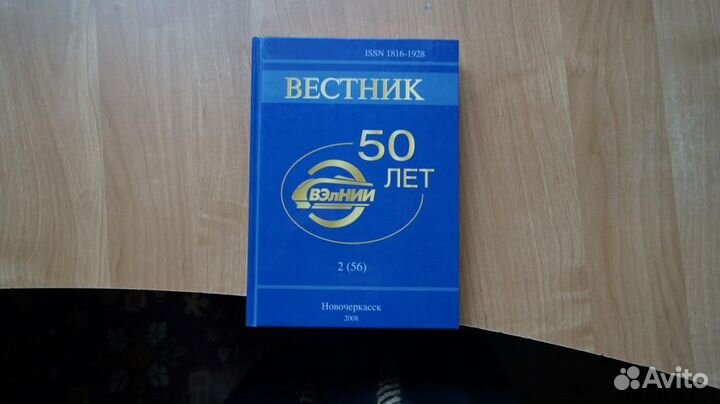 ISSN 1816-1928
ВЕСТНИК
50
ЛЕТ
ВЭлНИИ
2 (56)
Новочеркасск
2008
Avito